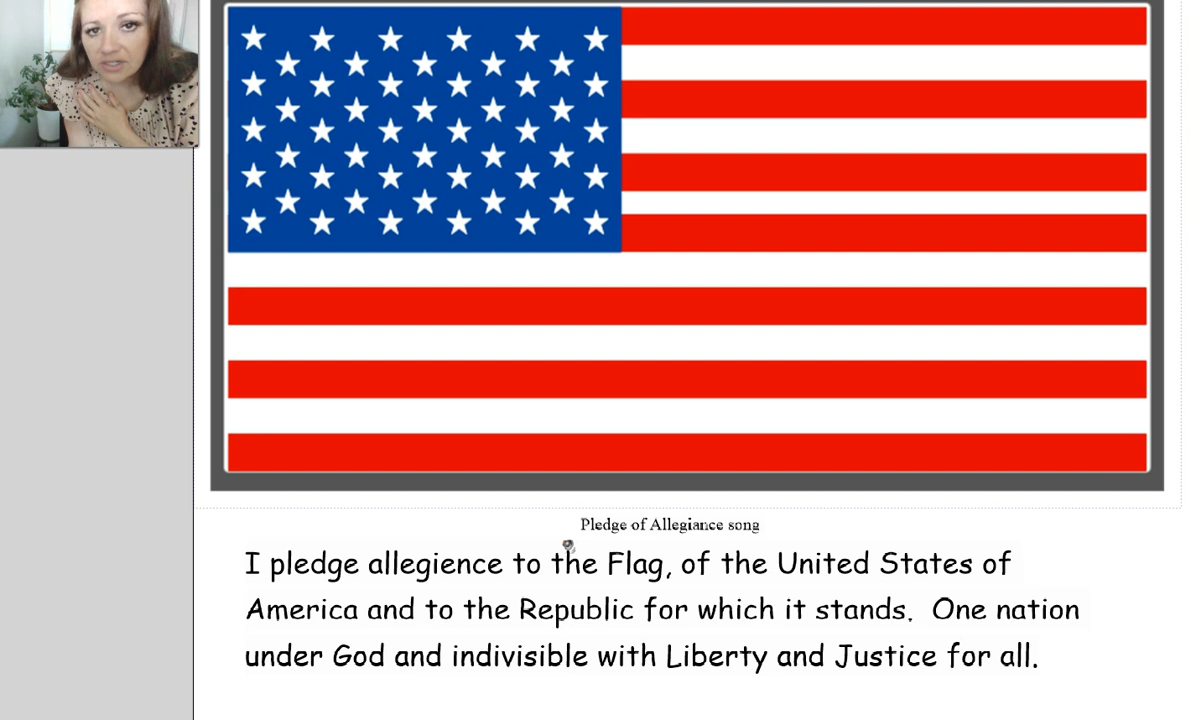 Pledge of Allegiance song
I pledge allegience to the Flag, of the United States of
America and to the Republic for which it stands. One nation
under God and indivisible with Liberty and Justice for all.